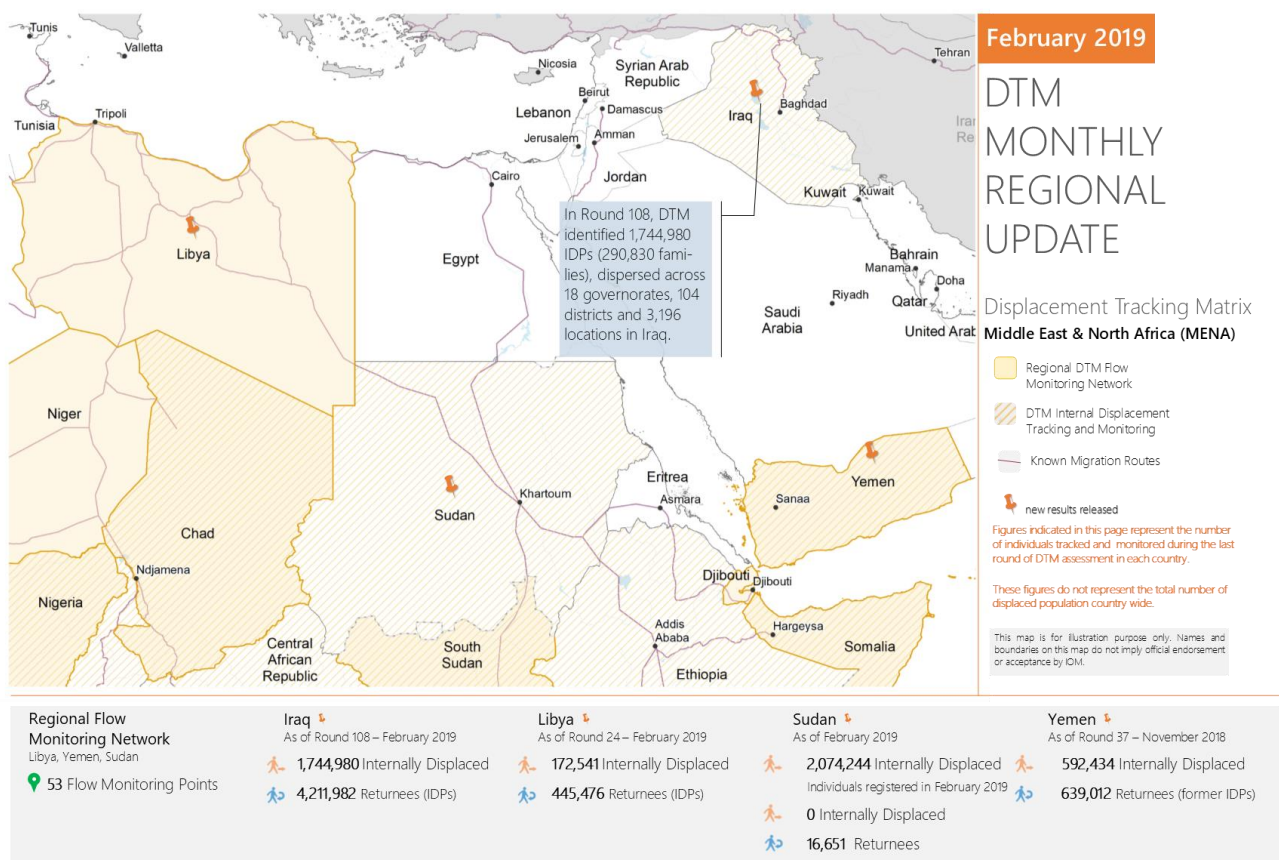 Tunis
Valletta
Nicosia
Syrian Arab
Republic
Tehran
Beirut
Lebanon
Damascus
Iraq
Baghdad
Tunisia
Tripoli
Jerusalem
Amman
Iran
Re
Cairo
Jordan
Kuwait
Kuwait
Libya
Egypt
In Round 108, DTM
identified 1,744,980
IDPs (290,830 fami-
lies), dispersed across
18 governorates, 104
districts and 3,196
locations in Iraq.
Bahrain
Manama
Doha
Riyadh
Qatar
Saudi
Arabia
United Arab
Niger
Eritrea
Yemen
Sanaa
Khartoum
Asmara
Sudan
Chad
Ndjamena
Djibouti
Djibouti
Nigeria
Addis
Ababa
Hargeysa
Central
African
Republic
South
Sudan
Somalia
Ethiopia
February 2019
DTM
MONTHLY
REGIONAL
UPDATE
Displacement Tracking Matrix
Middle East & North Africa (MENA)
Regional DTM Flow
Monitoring Network
DTM Internal Displacement
Tracking and Monitoring
Known Migration Routes
new results released
Figures indicated in this page represent the number
of individuals tracked and monitored during the last
round of DTM assessment in each country.
These figures do not represent the total number of
displaced population country wide.
This map is for illustration purpose only. Names and
boundaries on this map do not imply official endorsement
or acceptance by IOM.
Regional Flow
Monitoring Network
Libya, Yemen, Sudan
53 Flow Monitoring Points
Iraq
As of Round 108 – February 2019
1,744,980 Internally Displaced
4,211,982 Returnees (IDPs)
Libya
As of Round 24 – February 2019
172,541 Internally Displaced
445,476 Returnees (IDPs)
Sudan
As of February 2019
2,074,244 Internally Displaced
Individuals registered in February 2019
0 Internally Displaced
16,651 Returnees
Yemen
As of Round 37 – November 2018
592,434 Internally Displaced
639,012 Returnees (former IDPs)